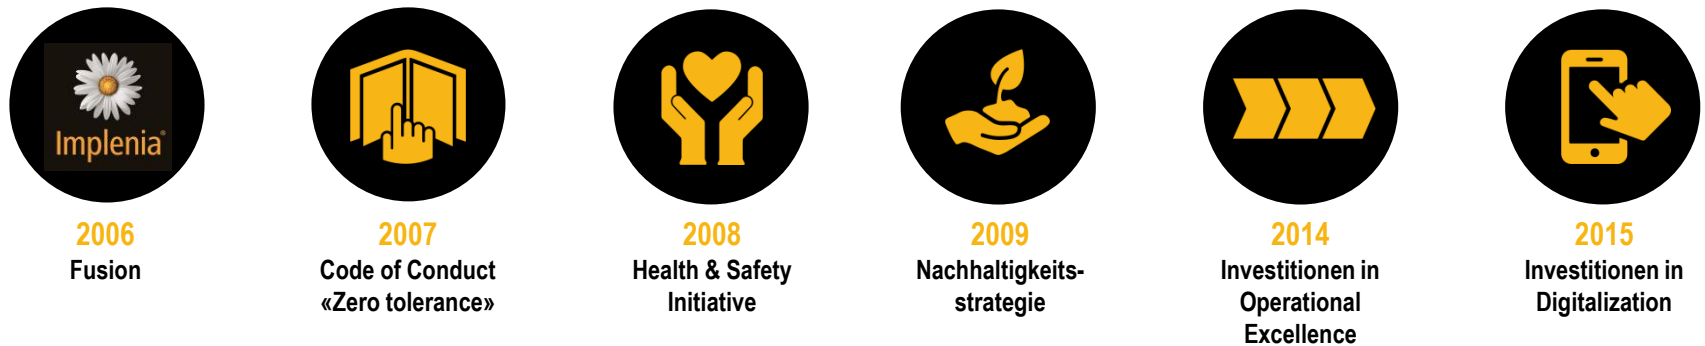 Implenia®
2006
Fusion
2007
Code of Conduct
«Zero tolerance»
2008
Health & Safety
Initiative
2009
Nachhaltigkeits-
strategie
2014
Investitionen in
Operational
Excellence
2015
Investitionen in
Digitalization